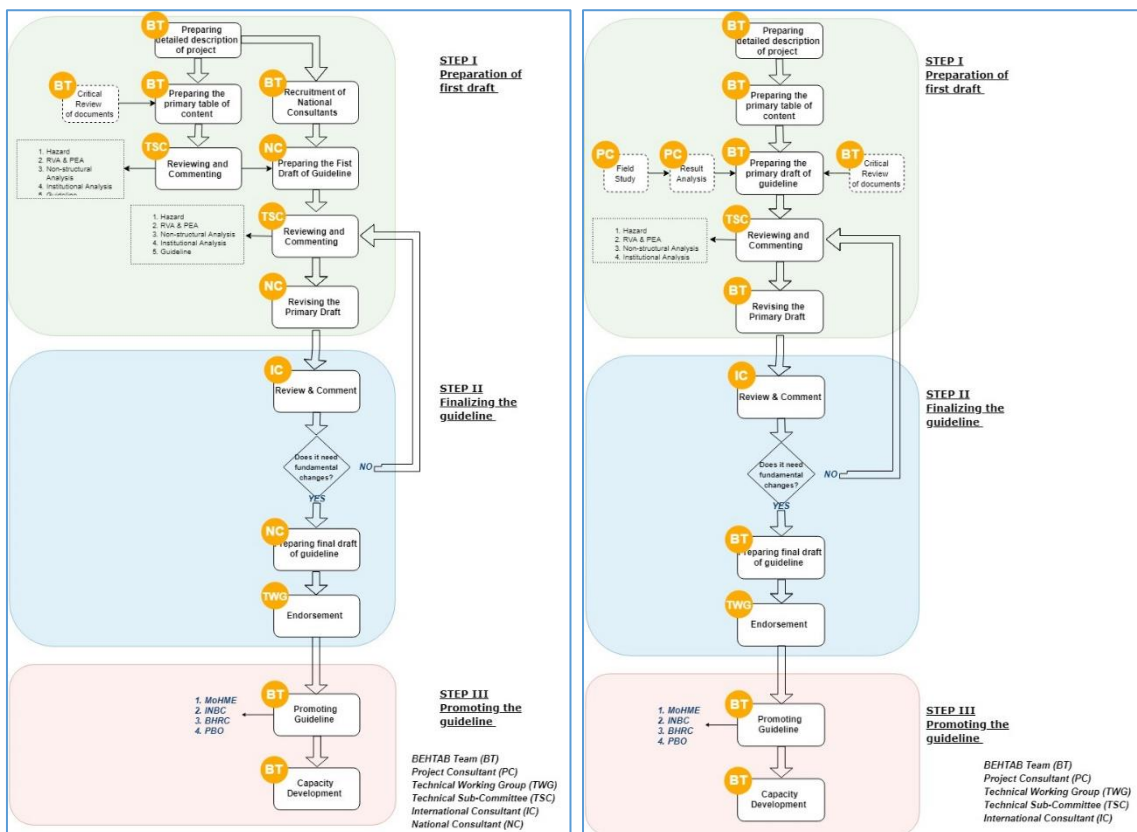 BT
Preparing
detailed description
of project
STEP I
Preparation of
first draft
BT
Critical
Review
of documents
BT
Preparing the
primary table of
content
BT
Recruitment of
National
Consultants
1. Hazard
2. RVA & PEA
3. Non-structural
Analysis
4. Institutional Analysis
TSC
Reviewing and
Commenting
NC
Preparing the Fist
Draft of Guideline
1. Hazard
2. RVA & PEA
3. Non-structural Analysis
4. Institutional Analysis
5. Guideline
TSC
Reviewing and
Commenting
NC
Revising the
Primary Draft
IC
Review & Comment
STEP II
Finalizing the
guideline
Does it need
fundamental
changes?
NO
YES
NC
Preparing final draft
of guideline
TWG
Endorsement
STEP III
Promoting the
guideline
1. MoHME
2. INBC
3. BHRC
4. PBO
BT
Promoting
Guideline
BT
Capacity
Development
BEHTAB Team (BT)
Project Consultant (PC)
Technical Working Group (TWG)
Technical Sub-Committee (TSC)
International Consultant (IC)
National Consultant (NC)
BT
Preparing
detailed description
of project
STEP I
Preparation of
first draft
BT
Preparing the
primary table of
content
PC
Field
Study
PC
Result
Analysis
BT
Preparing the
primary draft of
guideline
BT
Critical
Review
of documents
1. Hazard
2. RVA & PEA
3. Non-structural Analysis
4. Institutional Analysis
TSC
Reviewing and
Commenting
BT
Revising the
Primary Draft
IC
Review & Comment
STEP II
Finalizing the
guideline
Does it need
fundamental
changes?
NO
YES
BT
Preparing final draft
of guideline
TWG
Endorsement
STEP III
Promoting the
guideline
1. MoHME
2. INBC
3. BHRC
4. PBO
BT
Promoting
Guideline
BT
Capacity
Development
BEHTAB Team (BT)
Project Consultant (PC)
Technical Working Group (TWG)
Technical Sub-Committee (TSC)
International Consultant (IC)